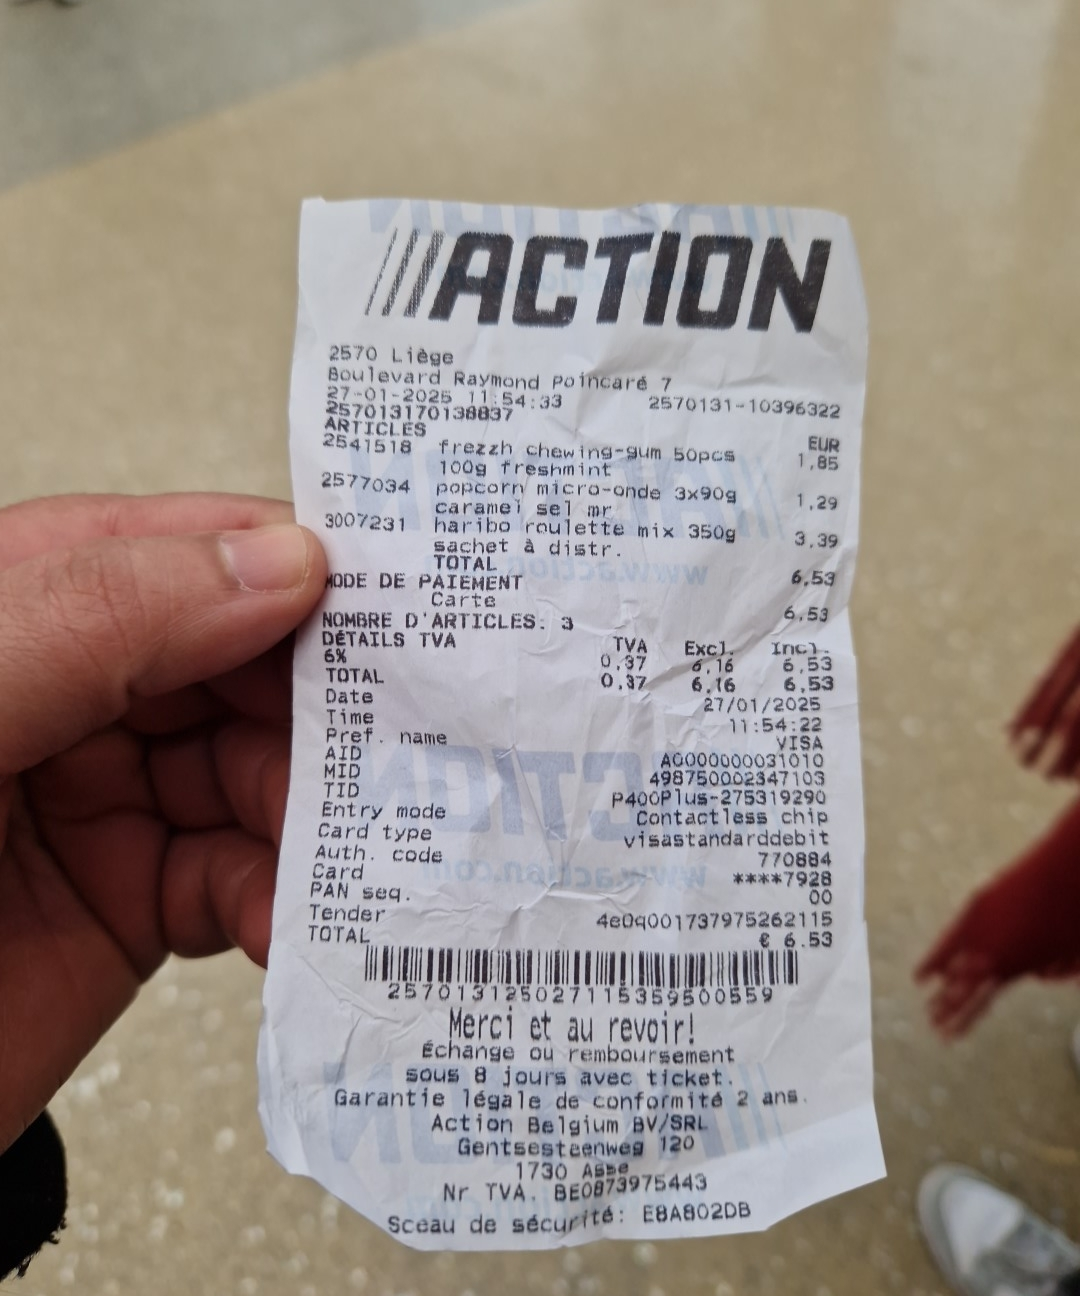 ACTION
2570 Liège
Boulevard Raymond Poincaré 7
27-01-2025 11:54:33 2570131-10396322
257013170138837
ARTICLES EUR
2541518 frezzh chewing-gum 50pcs 1,85
100g freshmint
2577034 popcorn micro-onde 3x90g 1,29
caramel sel mr
3007231 haribo roulette mix 350g 3,39
sachet à distr.
TOTAL 6,53
MODE DE PAIEMENT
Carte 6,53
NOMBRE D'ARTICLES: 3
DÉTAILS TVA TVA Excl. Incl.
6% 0,37 6,16 6,53
TOTAL 0,37 6,16 6,53
Date 27/01/2025
Time 11:54:22
Pref. name VISA
AID A0000000031010
MID 498750002347103
TID P400Plus-275319290
Entry mode Contactless chip
Card type visastandarddebit
Auth. code 770884
Card ****7928
PAN seq. 00
Tender 4e0q001737975262115
TOTAL € 6.53
2570131250271153595005​59
Merci et au revoir!
Échange ou remboursement
sous 8 jours avec ticket.
Garantie légale de conformité 2 ans.
Action Belgium BV/SRL
Gentsesteenweg 120
1730 Asse
Nr TVA. BE0873975443
Sceau de sécurité: E8A802DB